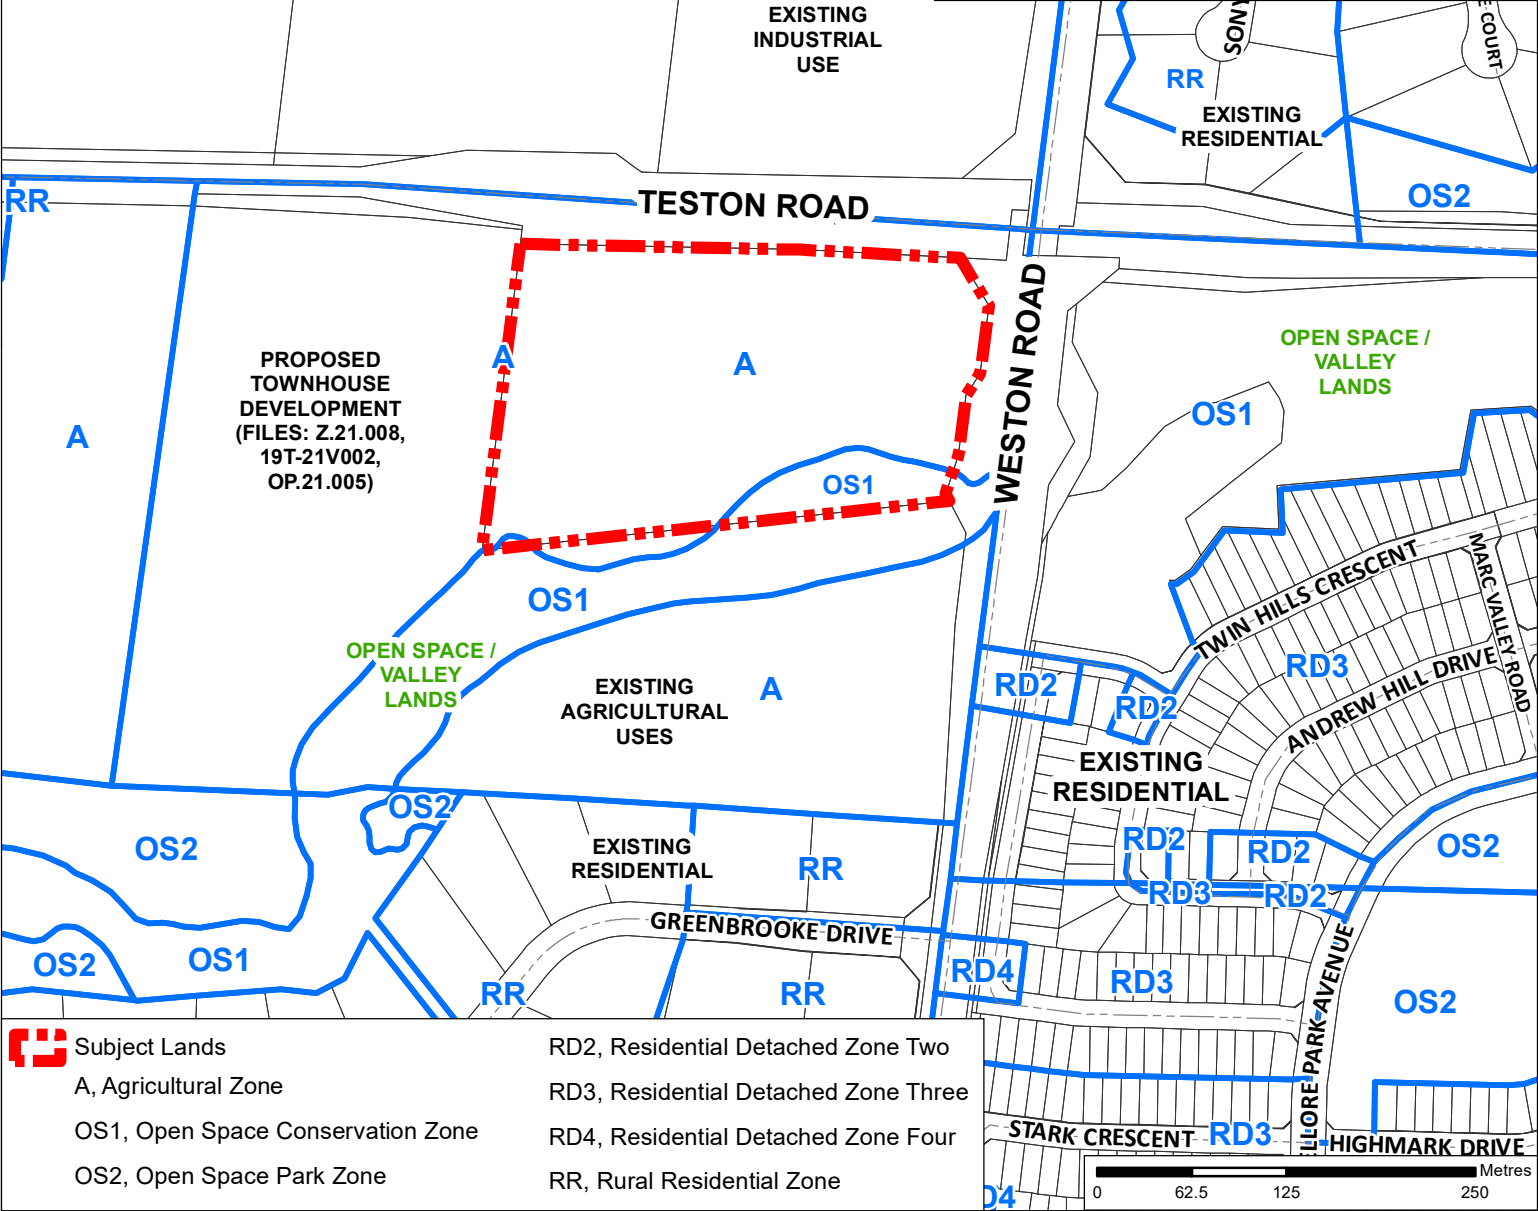 EXISTING
INDUSTRIAL
USE
COURT
RR
EXISTING
RESIDENTIAL
OS2
RR
TESTON ROAD
WESTON ROAD
OPEN SPACE /
VALLEY
LANDS
OS1
A
A
A
PROPOSED
TOWNHOUSE
DEVELOPMENT
(FILES: Z.21.008,
19T-21V002,
OP.21.005)
OS1
OS1
OPEN SPACE /
VALLEY
LANDS
EXISTING
AGRICULTURAL
USES
A
TWIN HILLS CRESCENT
MARC VALLEY ROAD
RD3
ANDREW HILL DRIVE
RD2
RD2
EXISTING
RESIDENTIAL
OS2
OS2
EXISTING
RESIDENTIAL
RR
RD2
RD2
OS2
RD3
RD2
GREENBROOKE DRIVE
OS2
OS1
RR
RR
RD4
RD3
OS2
LLORE PARK AVENUE
STARK CRESCENT
RD3
HIGHMARK DRIVE
Subject Lands
A, Agricultural Zone
OS1, Open Space Conservation Zone
OS2, Open Space Park Zone
RD2, Residential Detached Zone Two
RD3, Residential Detached Zone Three
RD4, Residential Detached Zone Four
RR, Rural Residential Zone
Metres
0 62.5 125 250